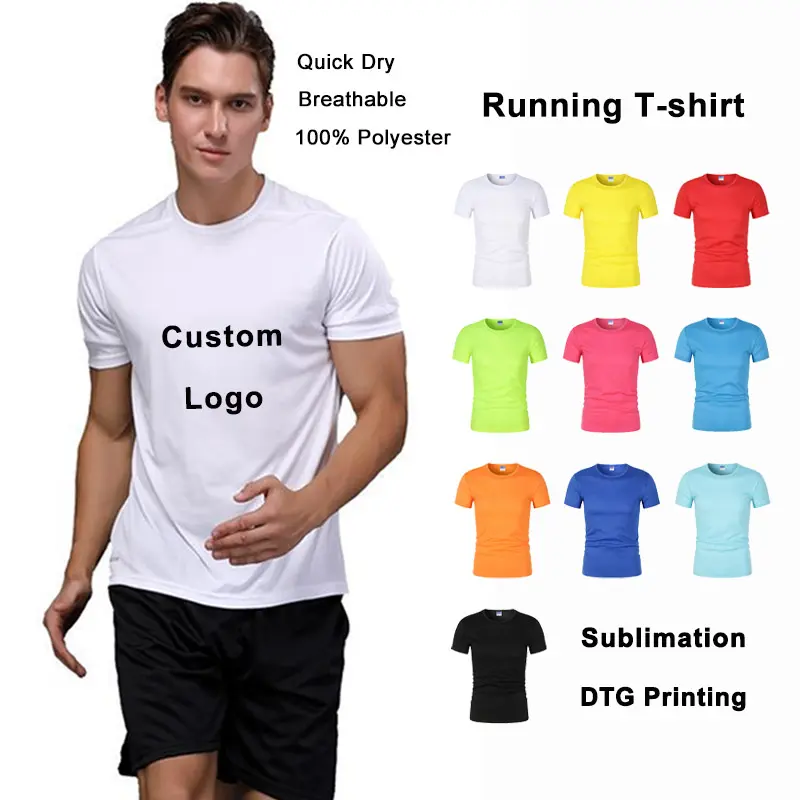 Quick Dry
Breathable
100% Polyester
Running T-shirt
Custom
Logo
Sublimation
DTG Printing